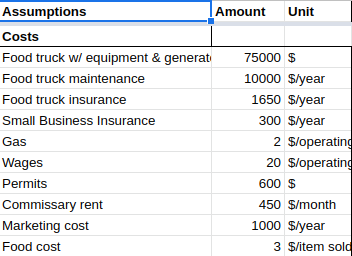 Assumptions Amount Unit
Costs
Food truck w/ equipment & generat 75000 $
Food truck maintenance 10000 $/year
Food truck insurance 1650 $/year
Small Business Insurance 300 $/year
Gas 2 $/operating
Wages 20 $/operating
Permits 600 $
Commissary rent 450 $/month
Marketing cost 1000 $/year
Food cost 3 $/item sold